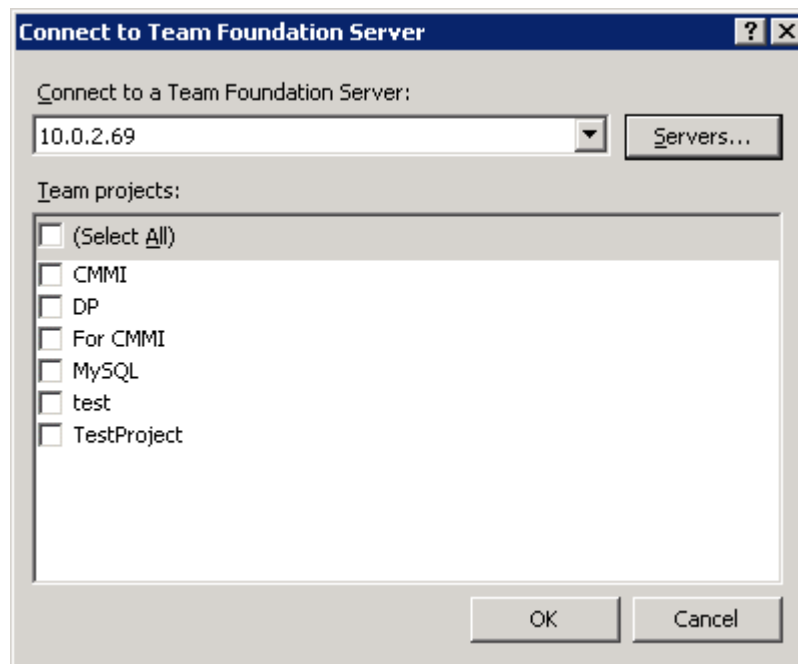 Connect to Team Foundation Server
Connect to a Team Foundation Server:
10.0.2.69 Servers...
Team projects:
(Select All)
CMMI
DP
For CMMI
MySQL
test
TestProject
OK Cancel